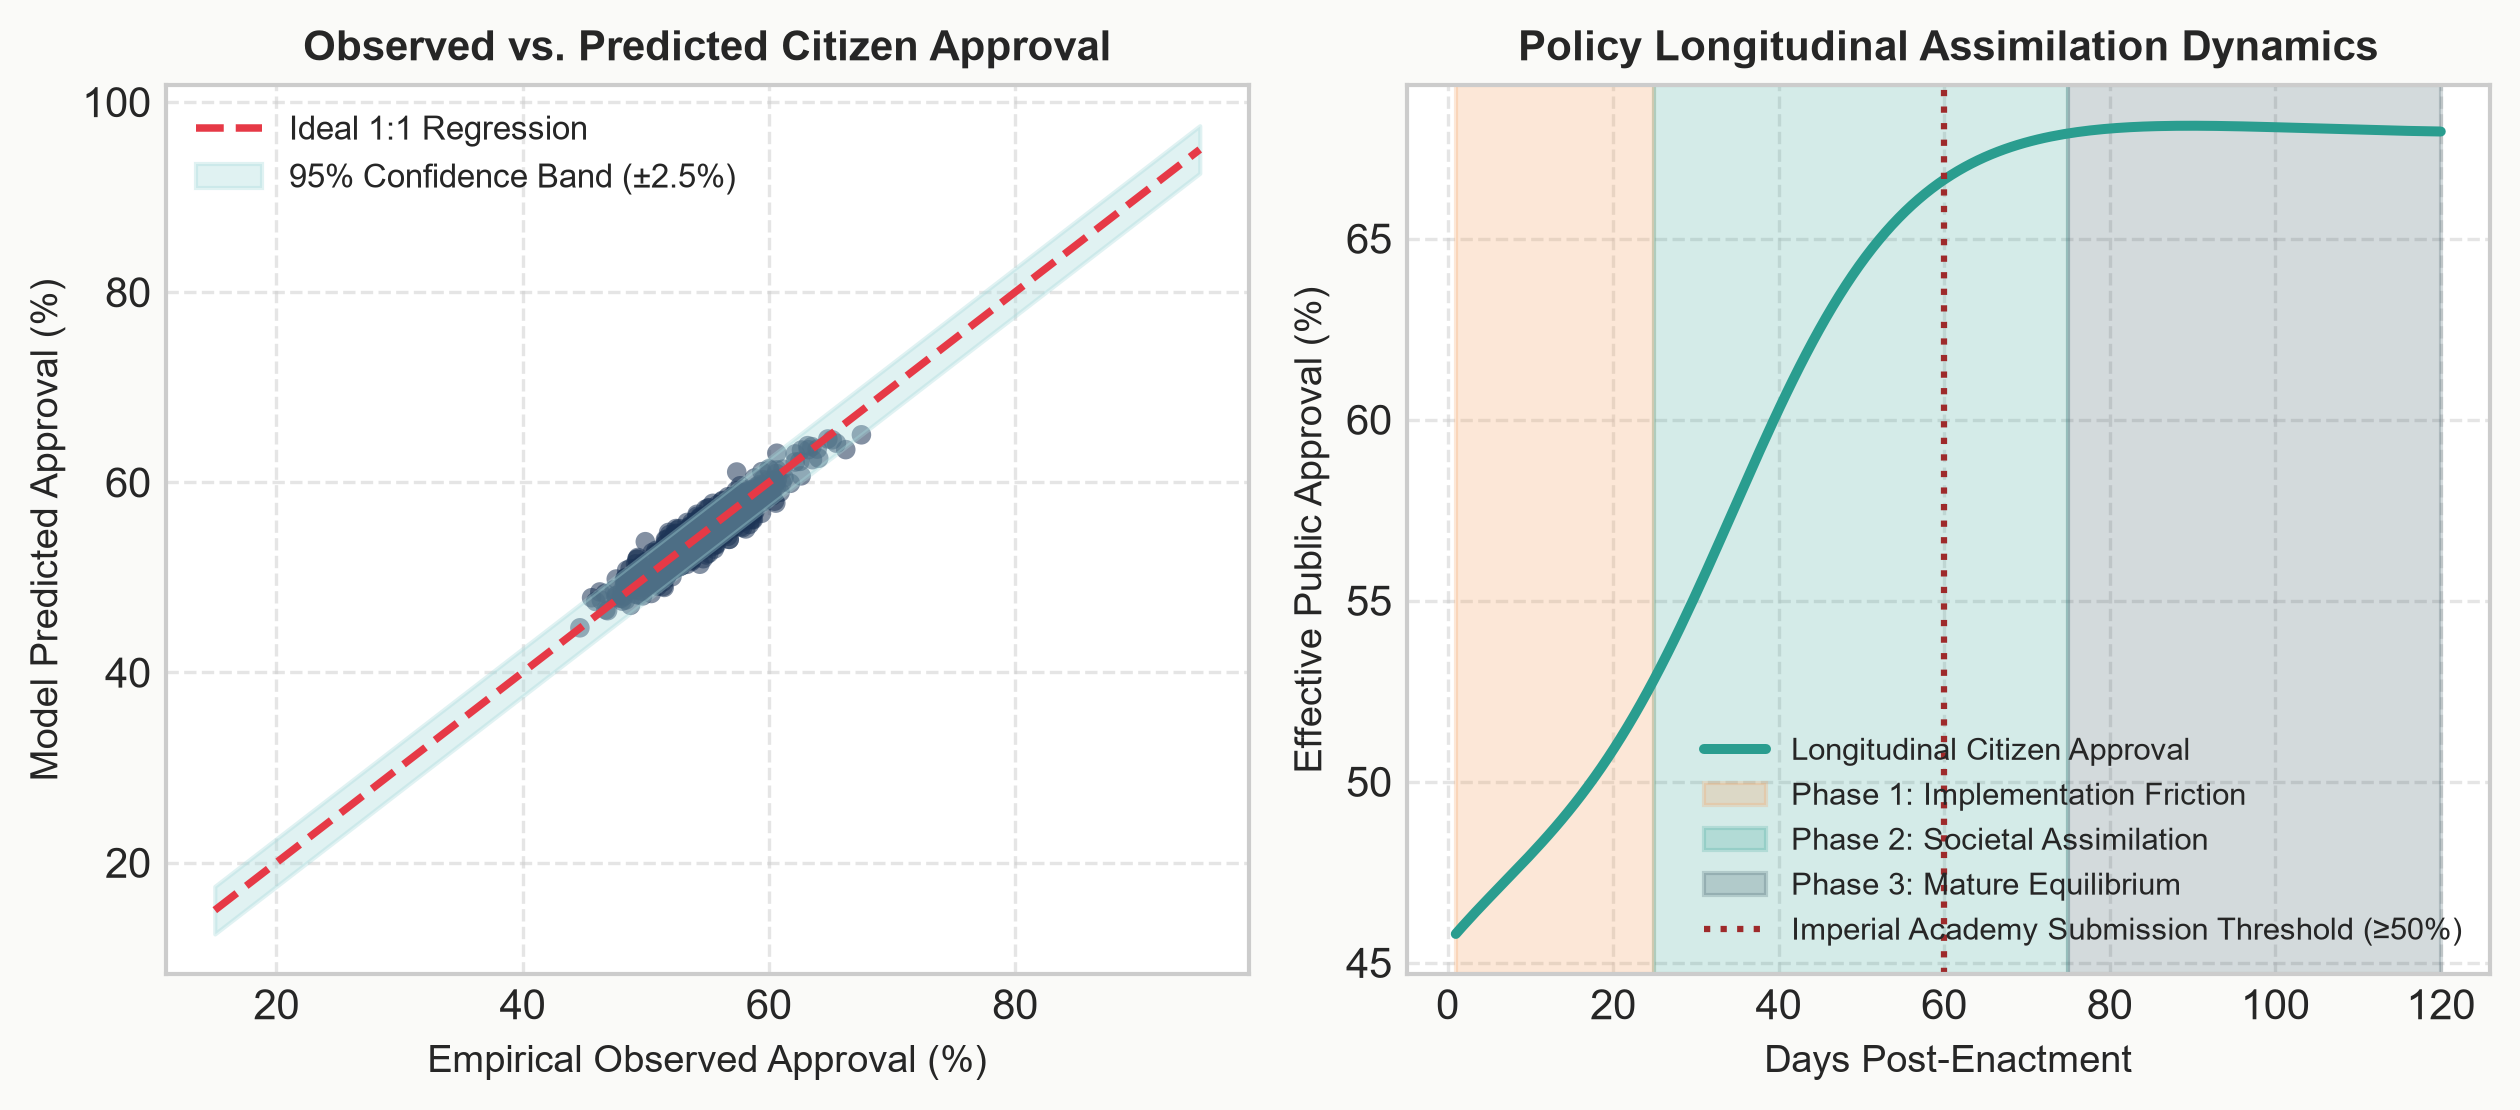 Observed vs. Predicted Citizen Approval
Ideal 1:1 Regression
95% Confidence Band (±2.5%)
Model Predicted Approval (%)
100
80
60
40
20
20 40 60 80
Empirical Observed Approval (%)
Policy Longitudinal Assimilation Dynamics
Effective Public Approval (%)
65
60
55
50
45
Longitudinal Citizen Approval
Phase 1: Implementation Friction
Phase 2: Societal Assimilation
Phase 3: Mature Equilibrium
Imperial Academy Submission Threshold (≥50%)
0 20 40 60 80 100 120
Days Post-Enactment